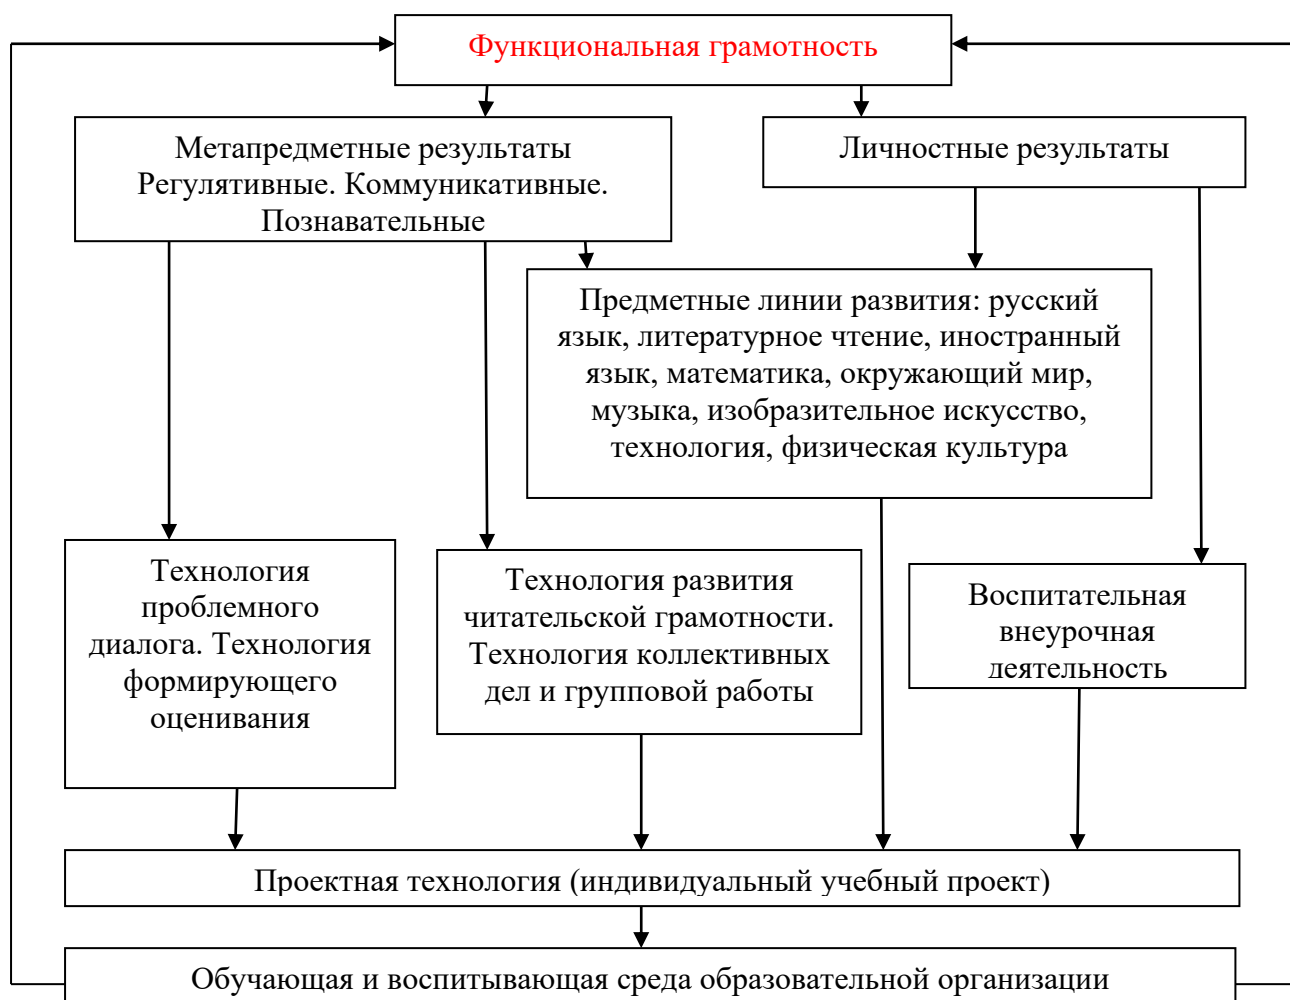 Функциональная грамотность
Метапредметные результаты
Регулятивные. Коммуникативные.
Познавательные
Личностные результаты
Предметные линии развития: русский
язык, литературное чтение, иностранный
язык, математика, окружающий мир,
музыка, изобразительное искусство,
технология, физическая культура
Технология
проблемного
диалога. Технология
формирующего
оценивания
Технология развития
читательской грамотности.
Технология коллективных
дел и групповой работы
Воспитательная
внеурочная
деятельность
Проектная технология (индивидуальный учебный проект)
Обучающая и воспитывающая среда образовательной организации